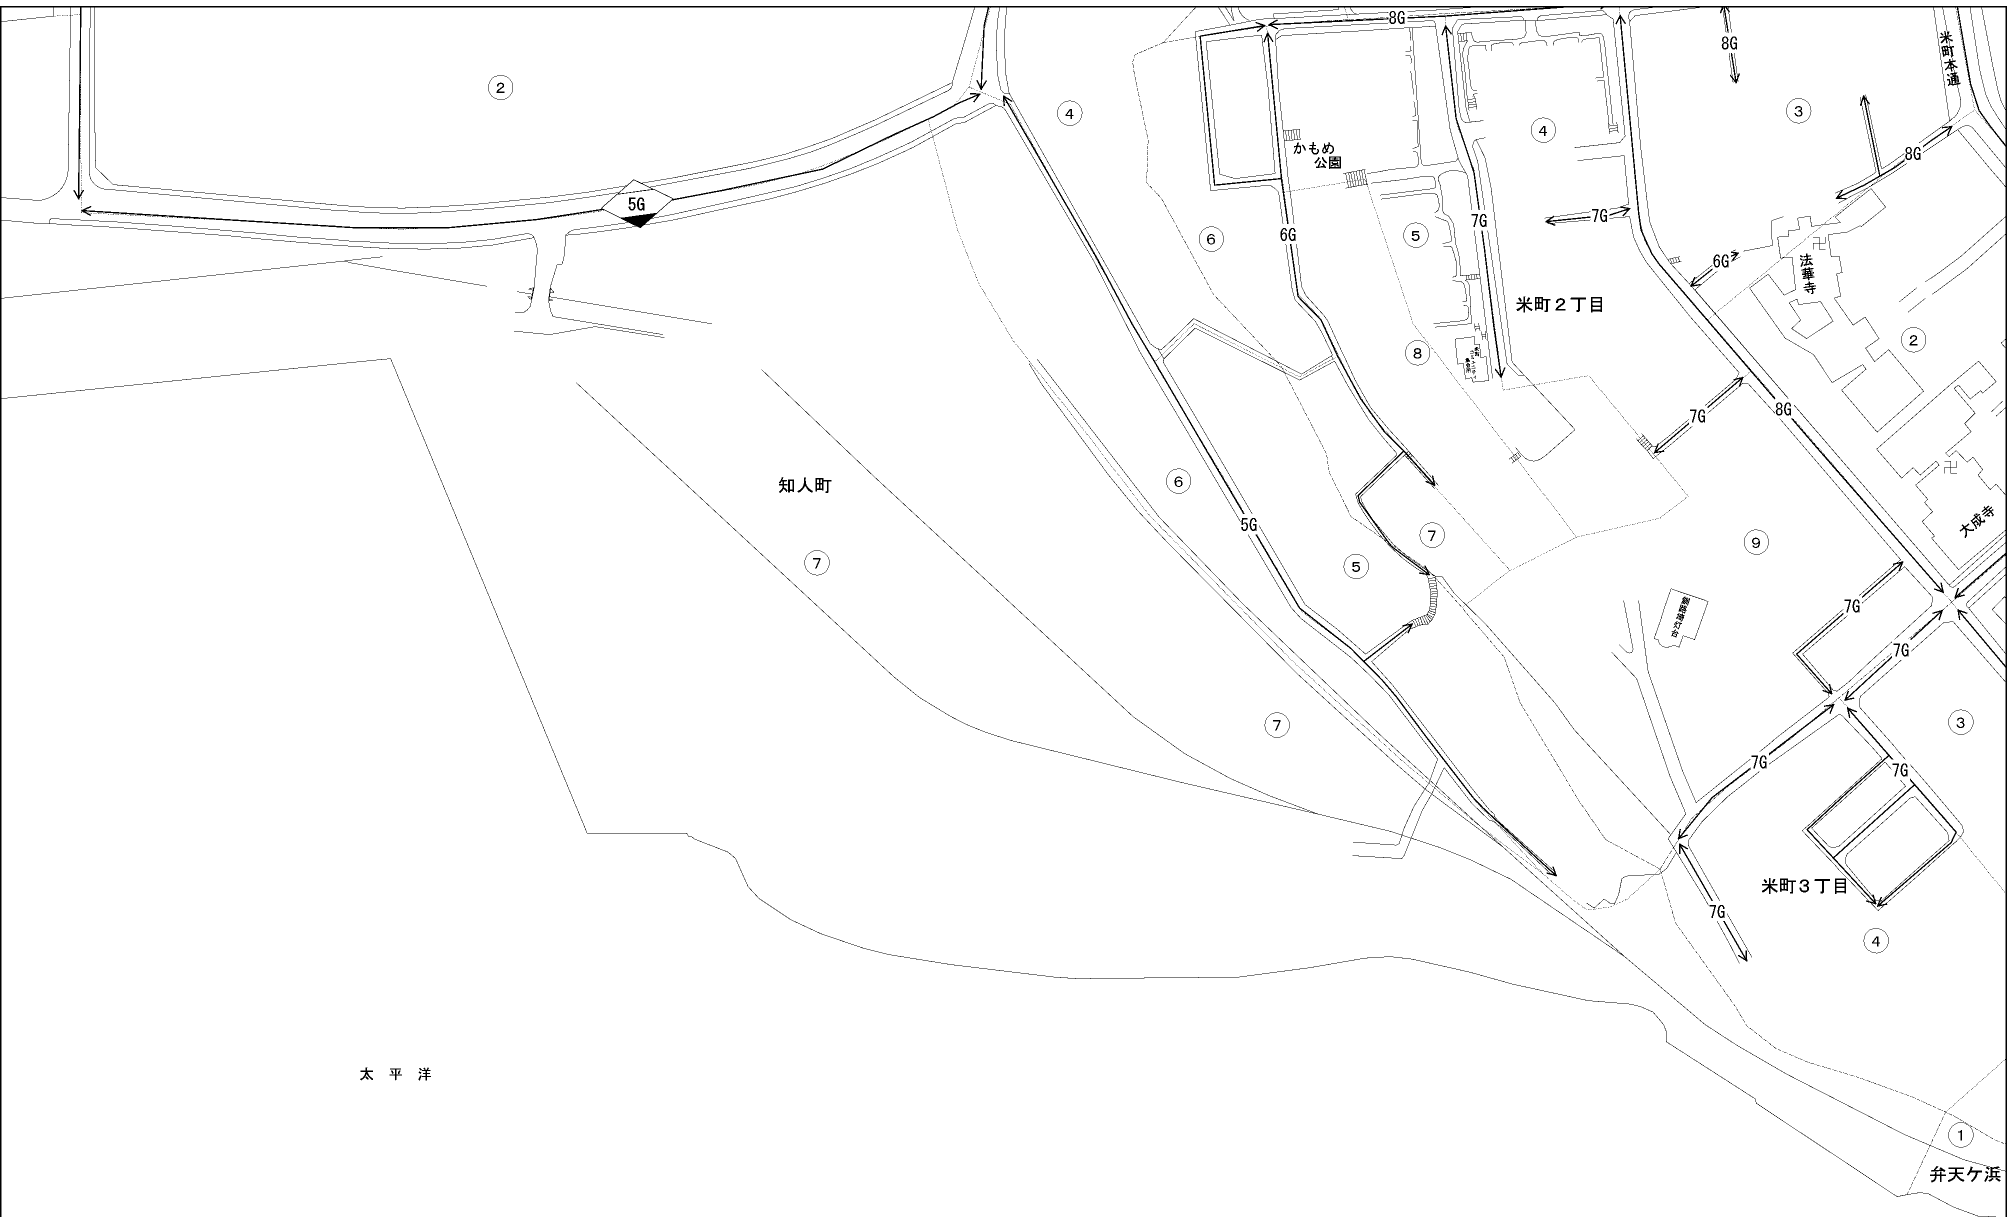 8G
8G
米町本通
②
④
④
③
かもめ
公園
8G
5G
7G
7G
6G
⑥
⑤
6G
法華寺
卍
米町２丁目
②
⑧
7G
8G
知人町
⑥
卍
大成寺
5G
⑦
⑨
⑦
⑤
7G
7G
⑦
③
7G
7G
米町３丁目
7G
④
太平洋
①
弁天ケ浜